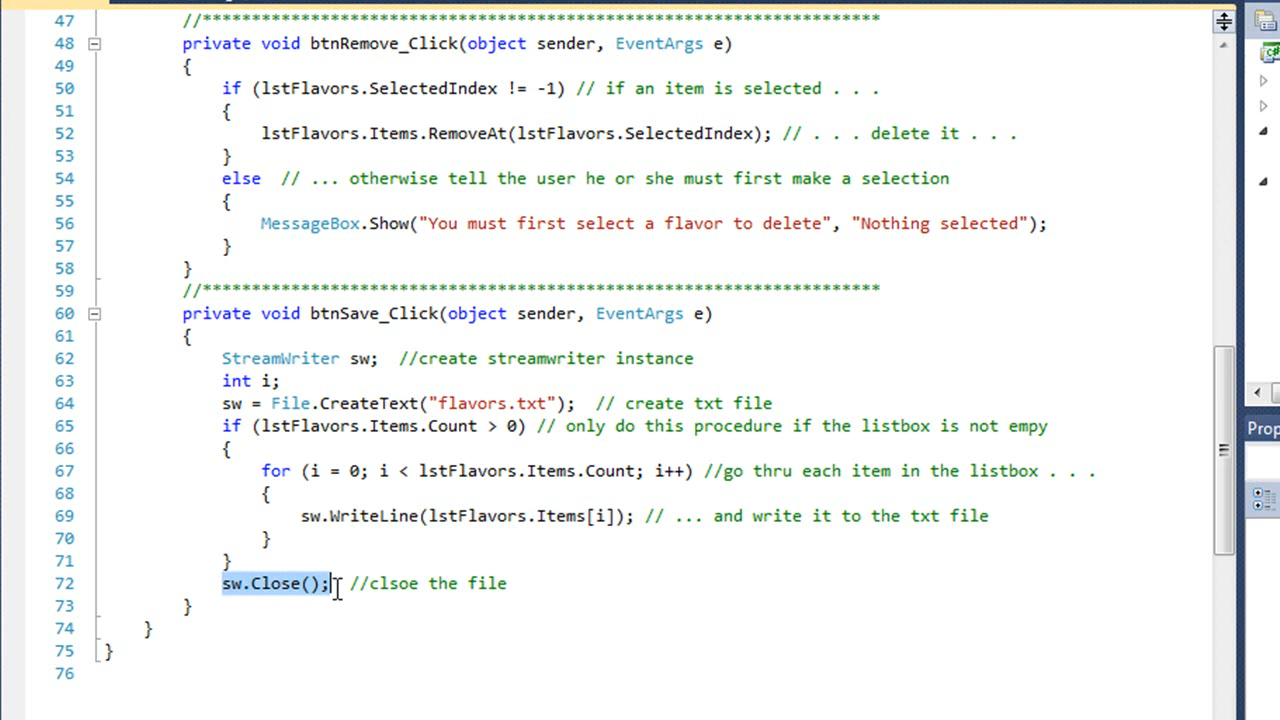 47 //*********************************************************************
48 private void btnRemove_Click(object sender, EventArgs e)
49 {
50 if (lstFlavors.SelectedIndex != -1) // if an item is selected . . .
51 {
52 lstFlavors.Items.RemoveAt(lstFlavors.SelectedIndex); // . . . delete it . . .
53 }
54 else // ... otherwise tell the user he or she must first make a selection
55 {
56 MessageBox.Show("You must first select a flavor to delete", "Nothing selected");
57 }
58 }
59 //*********************************************************************
60 private void btnSave_Click(object sender, EventArgs e)
61 {
62 StreamWriter sw; //create streamwriter instance
63 int i;
64 sw = File.CreateText("flavors.txt"); // create txt file
65 if (lstFlavors.Items.Count > 0) // only do this procedure if the listbox is not empy
66 {
67 for (i = 0; i < lstFlavors.Items.Count; i++) //go thru each item in the listbox . . .
68 {
69 sw.WriteLine(lstFlavors.Items[i]); // ... and write it to the txt file
70 }
71 }
72 sw.Close(); //clsoe the file
73 }
74 }
75 }
76
C#
Prop